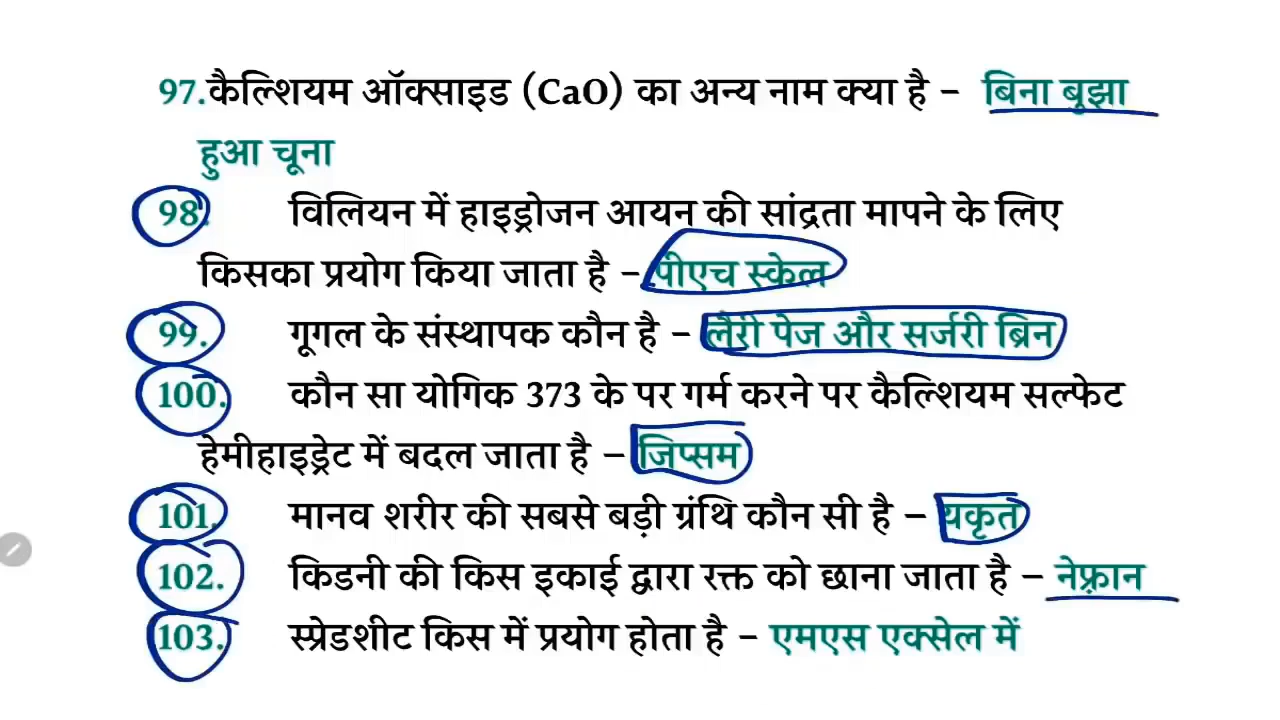 97.कैल्शियम ऑक्साइड (CaO) का अन्य नाम क्या है – बिना बुझा
हुआ चूना
98. विलियन में हाइड्रोजन आयन की सांद्रता मापने के लिए
किसका प्रयोग किया जाता है – पीएच स्केल
99. गूगल के संस्थापक कौन है – लैरी पेज और सर्जरी ब्रिन
100. कौन सा योगिक 373 के पर गर्म करने पर कैल्शियम सल्फेट
हेमीहाइड्रेट में बदल जाता है – जिप्सम
101. मानव शरीर की सबसे बड़ी ग्रंथि कौन सी है – यकृत
102. किडनी की किस इकाई द्वारा रक्त को छाना जाता है – नेफ़्रान
103. स्प्रेडशीट किस में प्रयोग होता है – एमएस एक्सेल में